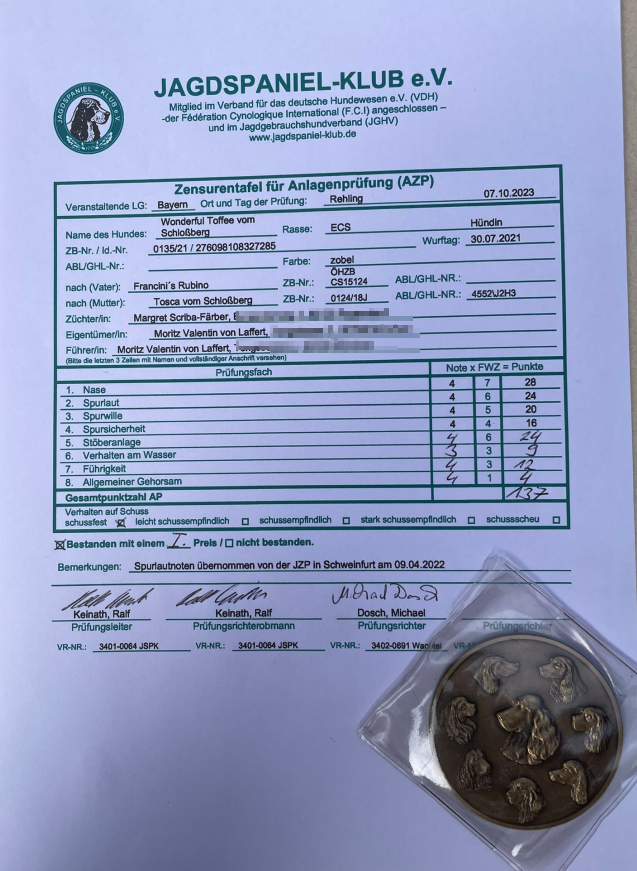 JAGDSPANIEL-KLUB e.V.
JAGDSPANIEL-KLUB e.V.
Mitglied im Verband für das deutsche Hundewesen e.V. (VDH)
-der Fédération Cynologique International (F.C.I) angeschlossen –
und im Jagdgebrauchshundverband (JGHV)
www.jagdspaniel-klub.de
Zensurentafel für Anlagenprüfung (AZP)
Veranstaltende LG: Bayern Ort und Tag der Prüfung: Rehling 07.10.2023
Name des Hundes: Wonderful Toffee vom Schloßberg Rasse: ECS Hündin
ZB-Nr. / Id.-Nr. 0135/21 / 276098108327285 Wurftag: 30.07.2021
ABL/GHL-Nr.: Farbe: zobel
nach (Vater): Francini´s Rubino ZB-Nr.: ÖHZB CS15124 ABL/GHL-NR.:
nach (Mutter): Tosca vom Schloßberg ZB-Nr.: 0124/18J ABL/GHL-NR.: 4552\J2H3
Züchter/in: Margret Scriba-Färber,
Eigentümer/in: Moritz Valentin von Laffert,
Führer/in: Moritz Valentin von Laffert,
(Bitte die letzten 3 Zeilen mit Namen und vollständiger Anschrift versehen)
Prüfungsfach Note x FWZ = Punkte
1. Nase 4 7 28
2. Spurlaut 4 6 24
3. Spurwille 4 5 20
4. Spursicherheit 4 4 16
5. Stöberanlage 4 6 24
6. Verhalten am Wasser 3 3 9
7. Führigkeit 4 3 12
8. Allgemeiner Gehorsam 4 1 4
Gesamtpunktzahl AP 137
Verhalten auf Schuss
schussfest leicht schussempfindlich schussempfindlich stark schussempfindlich schussscheu
Bestanden mit einem I. Preis / nicht bestanden.
Bemerkungen: Spurlautnoten übernommen von der JZP in Schweinfurt am 09.04.2022
Michael Dosch
Keinath, Ralf Keinath, Ralf Dosch, Michael
Prüfungsleiter Prüfungsrichterobmann Prüfungsrichter Prüfungsrichter
VR-NR.: 3401-0064 JSPK VR-NR.: 3401-0064 JSPK VR-NR.: 3402-0691